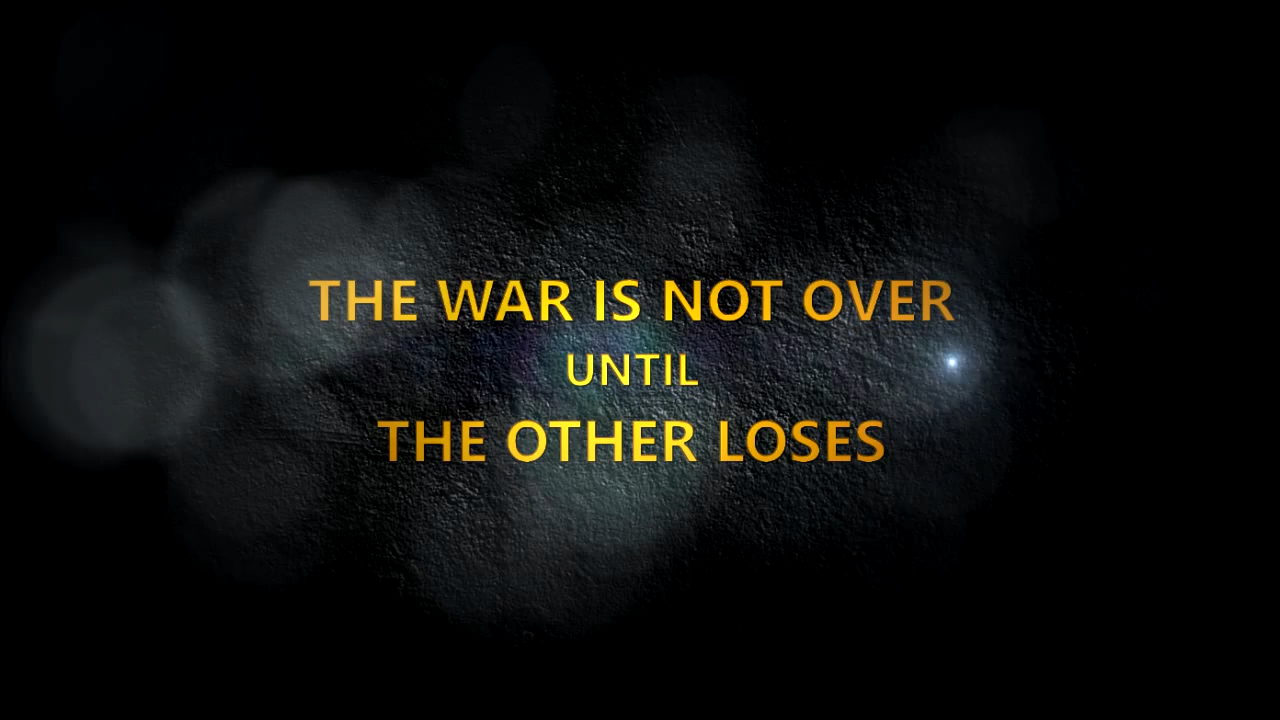 THE WAR IS NOT OVER
UNTIL
THE OTHER LOSES